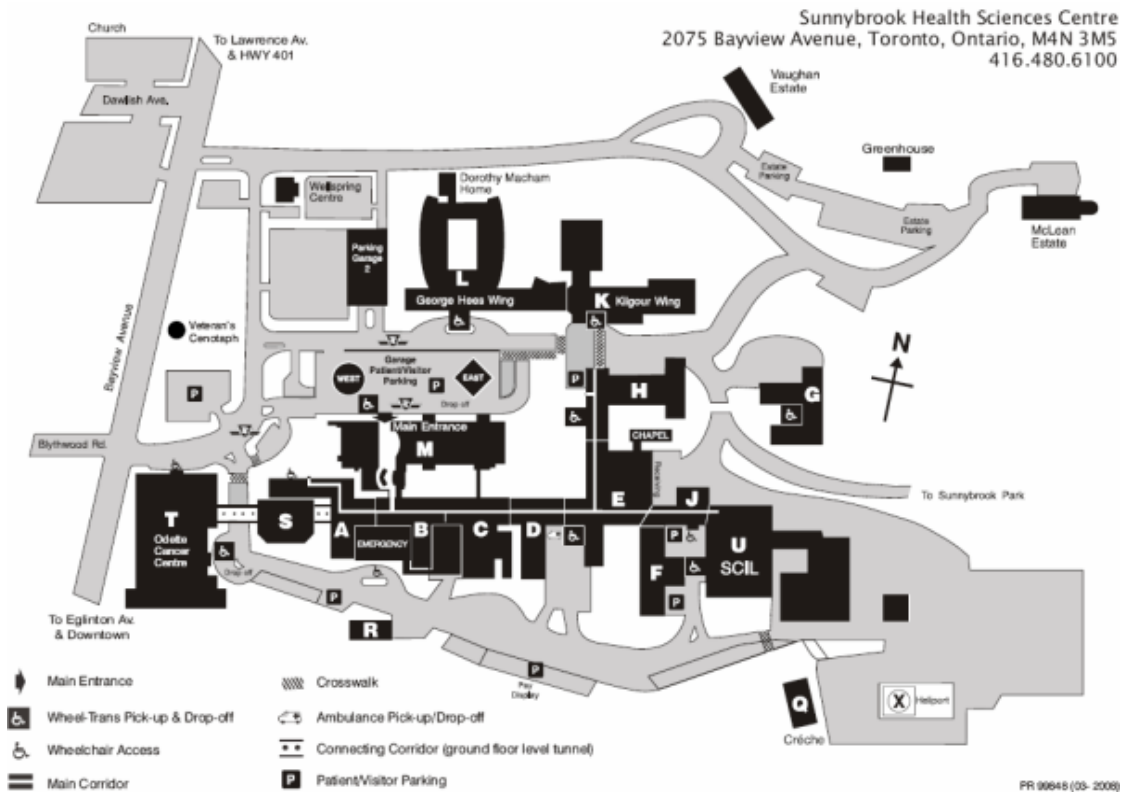 Sunnybrook Health Sciences Centre
2075 Bayview Avenue, Toronto, Ontario, M4N 3M5
416.480.6100
Church
To Lawrence Av.
& HWY 401
Dawlish Ave.
Vaughan
Estate
Greenhouse
Estate
Parking
Estate
Parking
McLean
Estate
Wellspring
Centre
Dorothy Macham
Home
Parking
Garage
2
L
George Hees Wing
K Kilgour Wing
Bayview Avenue
Veteran's
Cenotaph
N
WEST
Garage
Patient/Visitor
Parking
P
EAST
Drop off
P
P
H
G
Main Entrance
M
CHAPEL
Blythwood Rd.
Receiving
E
J
To Sunnybrook Park
T
Odette
Cancer
Centre
S
A
EMERGENCY
B
C
D
P
F
U
SCIL
P
Drop off
P
R
To Eglinton Av.
& Downtown
P
Pay
Display
Q
Crèche
X
Heliport
Main Entrance
Wheel-Trans Pick-up & Drop-off
Wheelchair Access
Main Corridor
Crosswalk
Ambulance Pick-up/Drop-off
Connecting Corridor (ground floor level tunnel)
P Patient/Visitor Parking
PR 99848 (03- 2008)